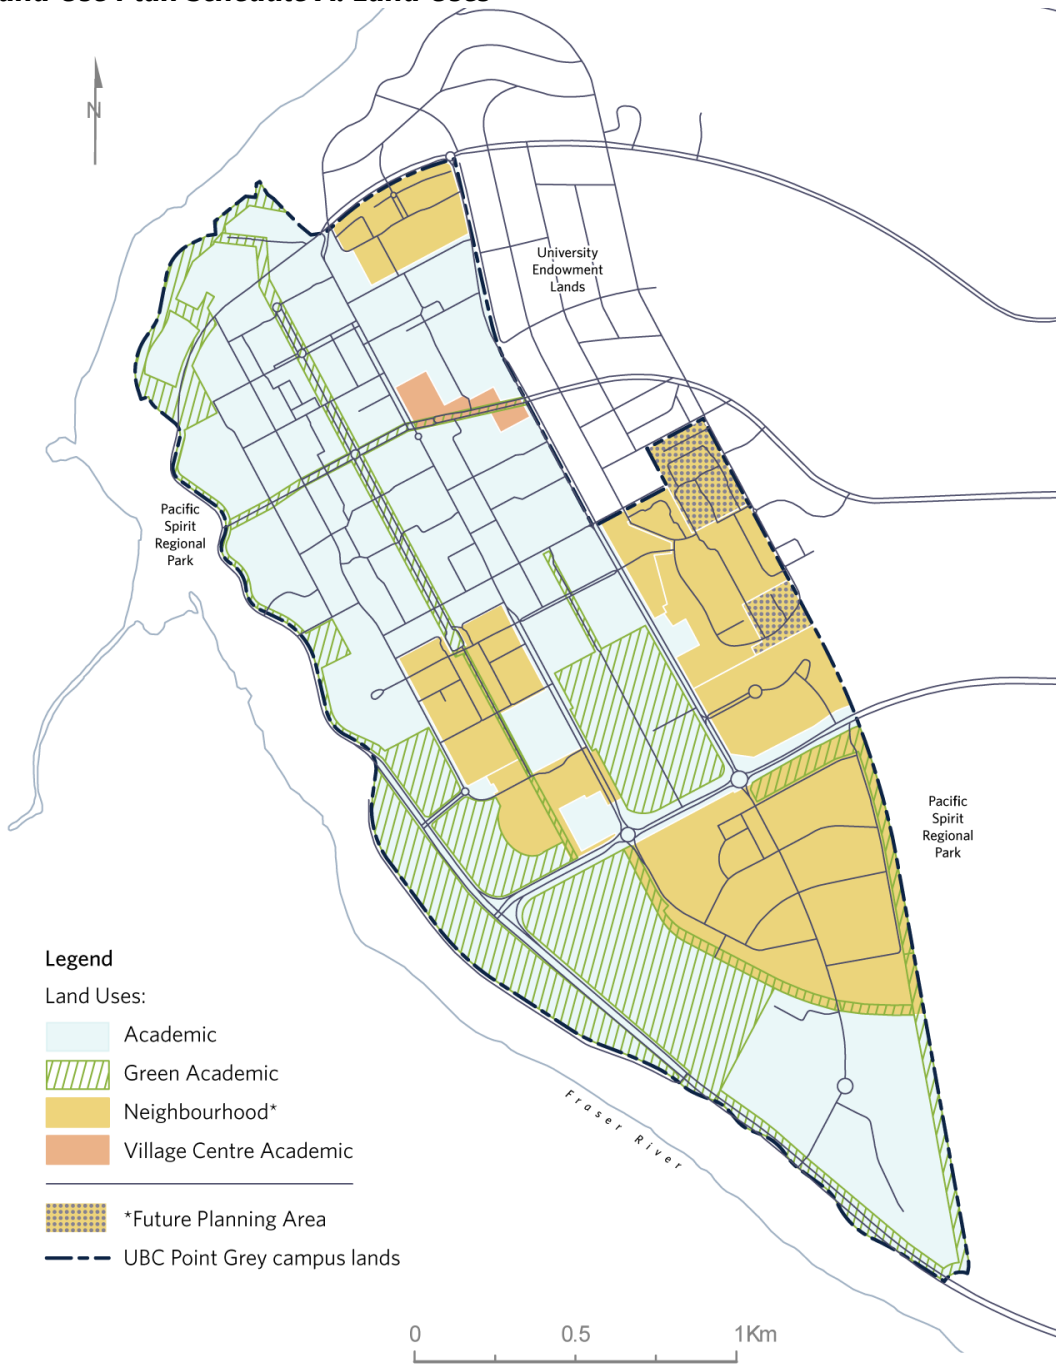 N
University
Endowment
Lands
Pacific
Spirit
Regional
Park
Pacific
Spirit
Regional
Park
Legend
Land Uses:
Academic
Green Academic
Neighbourhood*
Village Centre Academic
*Future Planning Area
UBC Point Grey campus lands
Fraser River
0 0.5 1Km